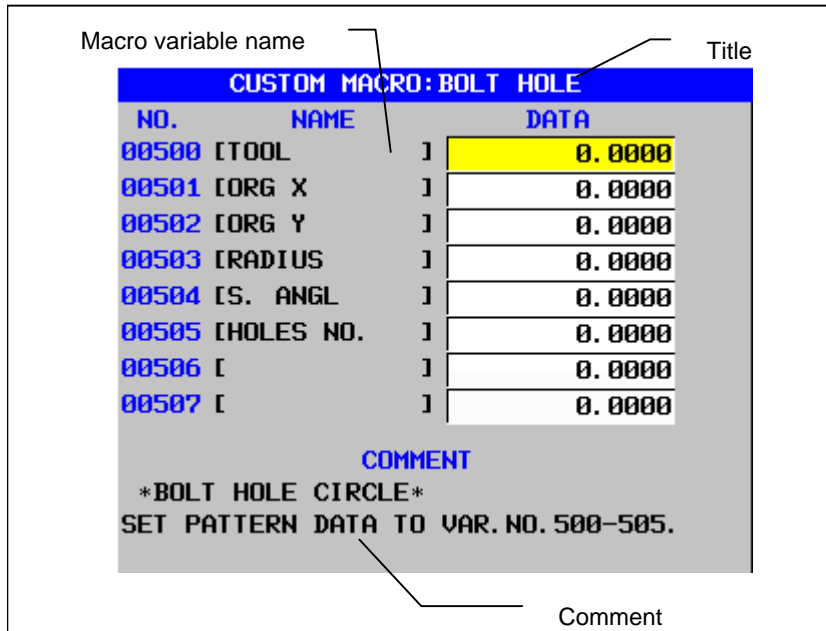 Macro variable name
Title
CUSTOM MACRO:BOLT HOLE
NO. NAME DATA
00500 [TOOL ] 0.0000
00501 [ORG X ] 0.0000
00502 [ORG Y ] 0.0000
00503 [RADIUS ] 0.0000
00504 [S. ANGL ] 0.0000
00505 [HOLES NO. ] 0.0000
00506 [ ] 0.0000
00507 [ ] 0.0000
COMMENT
*BOLT HOLE CIRCLE*
SET PATTERN DATA TO VAR.NO.500-505.
Comment